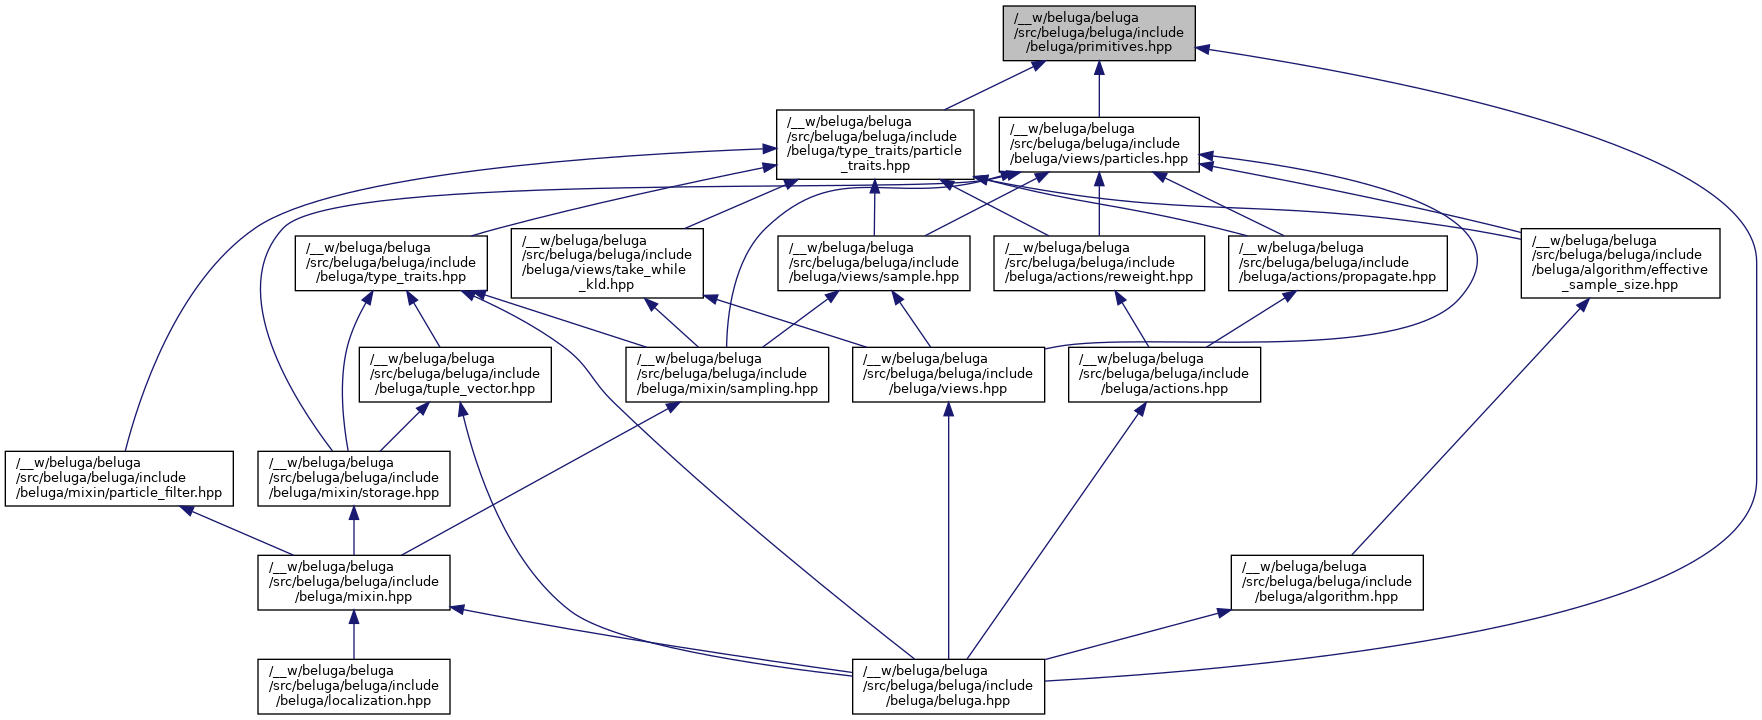 /__w/beluga/beluga
/src/beluga/beluga/include
/beluga/primitives.hpp
/__w/beluga/beluga
/src/beluga/beluga/include
/beluga/type_traits/particle
_traits.hpp
/__w/beluga/beluga
/src/beluga/beluga/include
/beluga/views/particles.hpp
/__w/beluga/beluga
/src/beluga/beluga/include
/beluga/type_traits.hpp
/__w/beluga/beluga
/src/beluga/beluga/include
/beluga/views/take_while
_kld.hpp
/__w/beluga/beluga
/src/beluga/beluga/include
/beluga/views/sample.hpp
/__w/beluga/beluga
/src/beluga/beluga/include
/beluga/actions/reweight.hpp
/__w/beluga/beluga
/src/beluga/beluga/include
/beluga/actions/propagate.hpp
/__w/beluga/beluga
/src/beluga/beluga/include
/beluga/algorithm/effective
_sample_size.hpp
/__w/beluga/beluga
/src/beluga/beluga/include
/beluga/tuple_vector.hpp
/__w/beluga/beluga
/src/beluga/beluga/include
/beluga/mixin/sampling.hpp
/__w/beluga/beluga
/src/beluga/beluga/include
/beluga/views.hpp
/__w/beluga/beluga
/src/beluga/beluga/include
/beluga/actions.hpp
/__w/beluga/beluga
/src/beluga/beluga/include
/beluga/mixin/particle_filter.hpp
/__w/beluga/beluga
/src/beluga/beluga/include
/beluga/mixin/storage.hpp
/__w/beluga/beluga
/src/beluga/beluga/include
/beluga/mixin.hpp
/__w/beluga/beluga
/src/beluga/beluga/include
/beluga/algorithm.hpp
/__w/beluga/beluga
/src/beluga/beluga/include
/beluga/localization.hpp
/__w/beluga/beluga
/src/beluga/beluga/include
/beluga/beluga.hpp